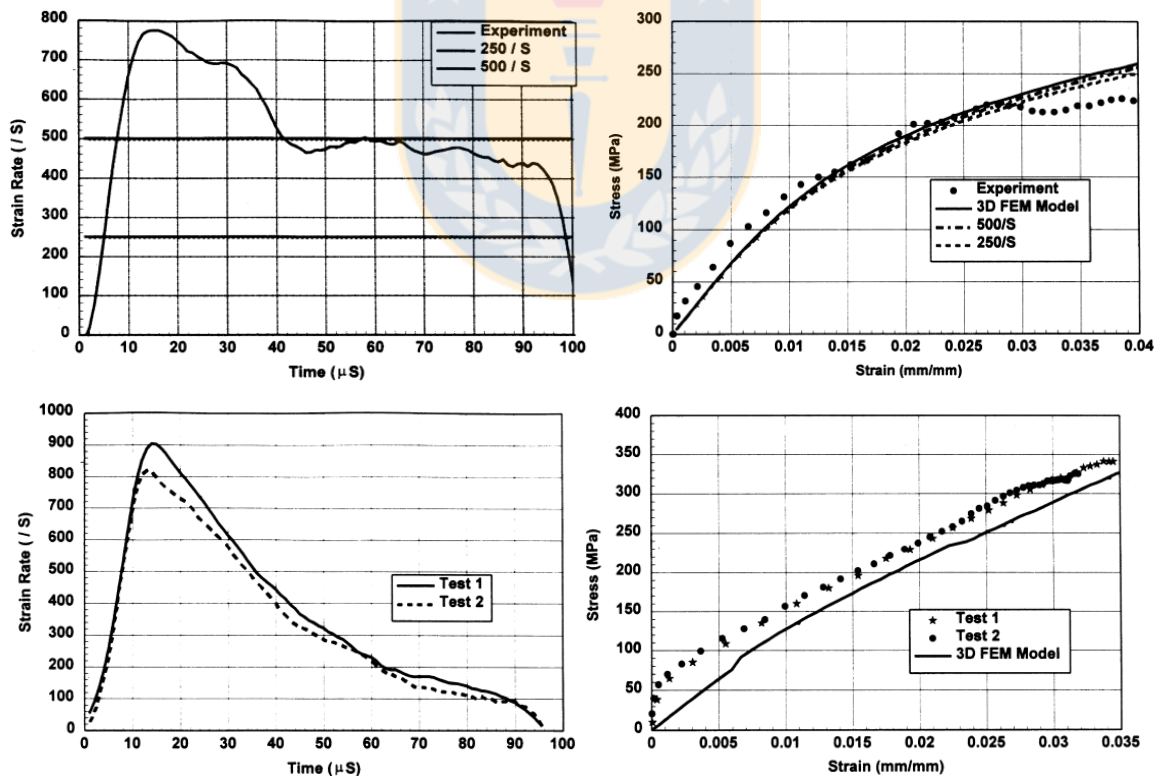 800
700
600
500
400
300
200
100
0
Strain Rate ( / S)
Experiment
250 / S
500 / S
0 10 20 30 40 50 60 70 80 90 100
Time ( μS)
300
250
200
150
100
50
0
Stress (MPa)
Experiment
3D FEM Model
500/S
250/S
0 0.005 0.01 0.015 0.02 0.025 0.03 0.035 0.04
Strain (mm/mm)
1000
900
800
700
600
500
400
300
200
100
0
Strain Rate ( / S)
Test 1
Test 2
0 10 20 30 40 50 60 70 80 90 100
Time ( μS)
400
350
300
250
200
150
100
50
0
Stress (MPa)
Test 1
Test 2
3D FEM Model
0 0.005 0.010 0.015 0.020 0.025 0.03 0.035
Strain (mm/mm)